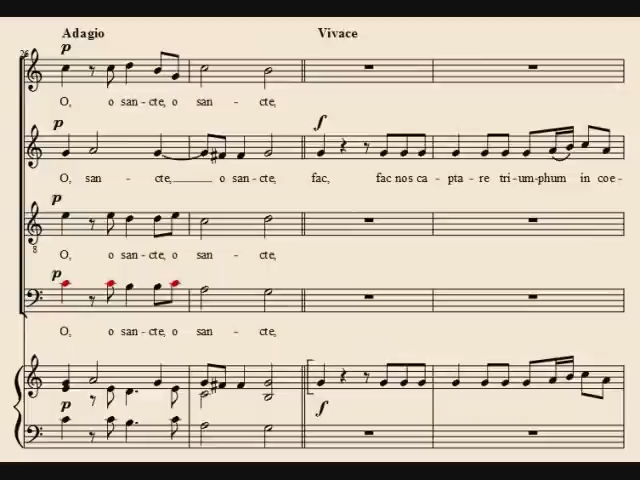 Adagio Vivace
26
p
O, o san-cte, o san - cte,
p f
O, san - cte,____ o san-cte, fac, fac nos ca-pta-re tri-um-phum in coe-
p
8
O, o san-cte, o san - cte,
p
O, o san-cte, o san - cte,
p f